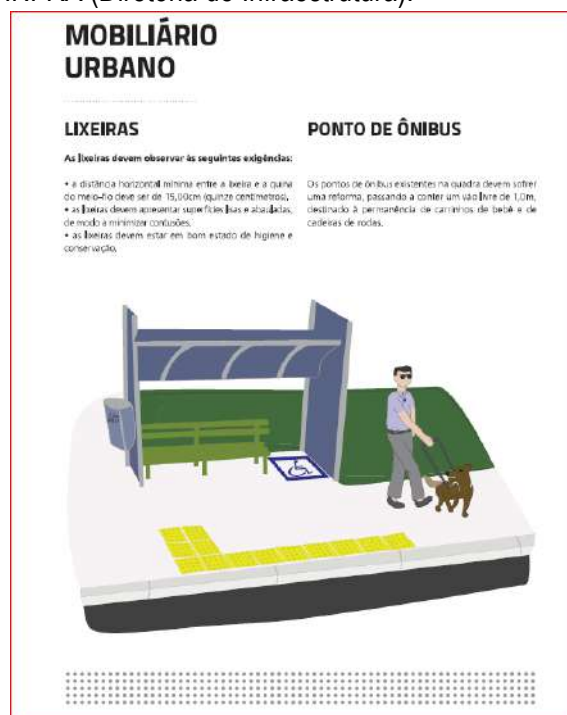 (Diretoria de Infraestrutura).
MOBILIÁRIO
URBANO
LIXEIRAS
As lixeiras devem observar às seguintes exigências:
• a distância horizontal mínima entre a lixeira e a quina
do meio-fio deve ser de 15,00cm (quinze centímetros),
• as lixeiras devem apresentar superfícies lisas e abauladas,
de modo a minimizar contusões,
• as lixeiras devem estar em bom estado de higiene e
conservação.
PONTO DE ÔNIBUS
Os pontos de ônibus existentes na quadra devem sofrer
uma reforma, passando a conter um vão livre de 1,0m,
destinado à permanência de carrinhos de bebê e de
cadeiras de rodas.